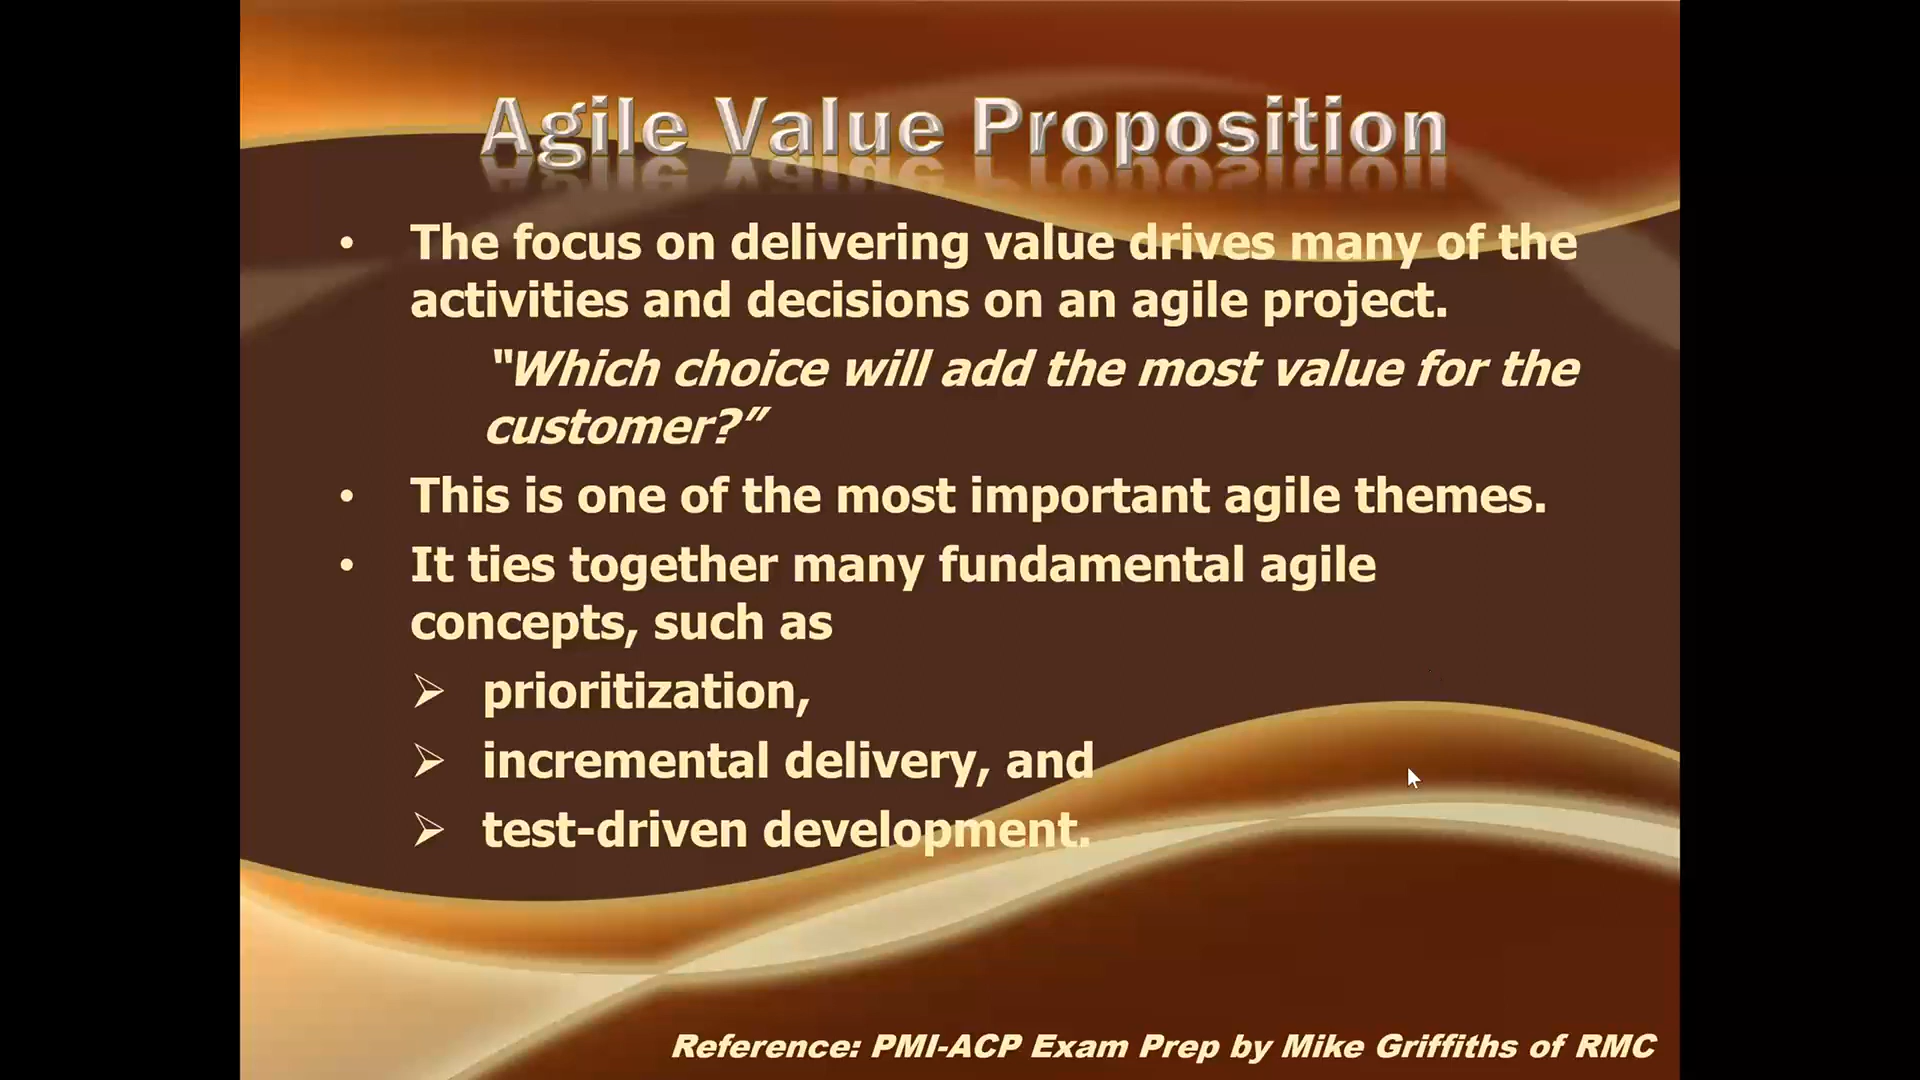 Agile Value Proposition
• The focus on delivering value drives many of the
activities and decisions on an agile project.
“Which choice will add the most value for the
customer?”
• This is one of the most important agile themes.
• It ties together many fundamental agile
concepts, such as
➢ prioritization,
➢ incremental delivery, and
➢ test-driven development.
Reference: PMI-ACP Exam Prep by Mike Griffiths of RMC